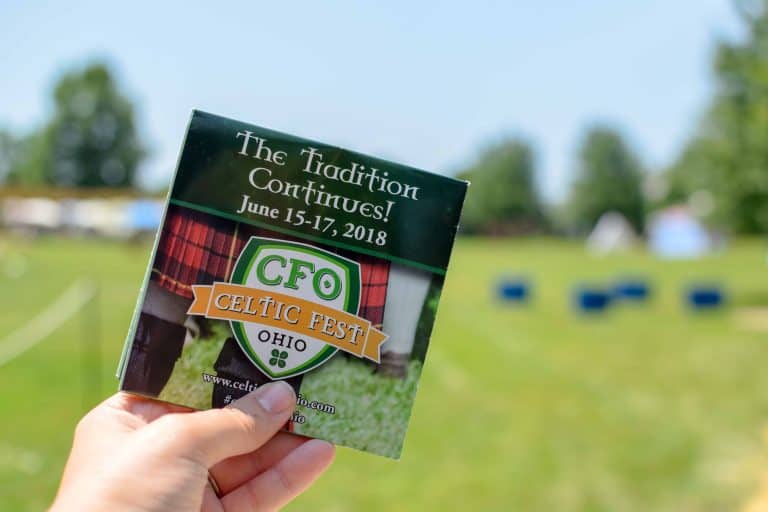 The Tradition
Continues!
June 15-17, 2018
CFO
CELTIC FEST
OHIO